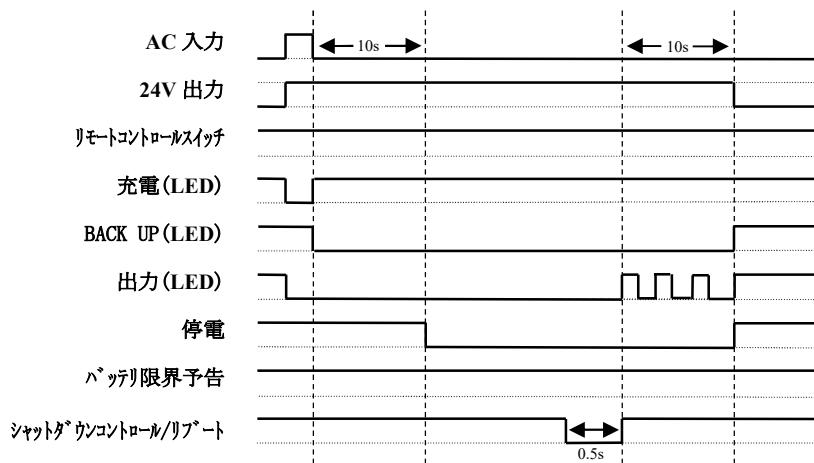 AC 入力
10s
10s
24V 出力
ﾘﾓｰﾄｺﾝﾄﾛｰﾙｽｲｯﾁ
充電(LED)
BACK UP(LED)
出力(LED)
停電
ﾊﾞｯﾃﾘ限界予告
ｼｬｯﾄﾀﾞｳﾝｺﾝﾄﾛｰﾙ/ﾘﾌﾞｰﾄ
0.5s